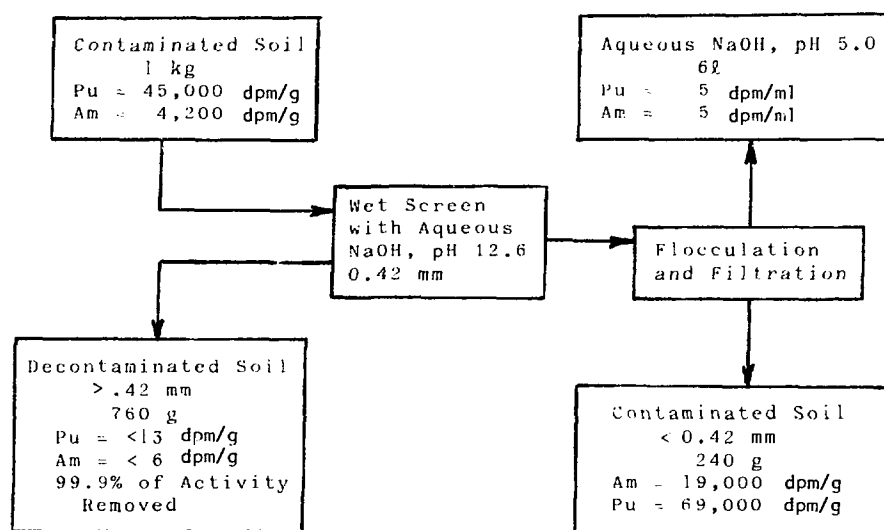 Contaminated Soil
1 kg
Pu = 45,000 dpm/g
Am = 4,200 dpm/g
Aqueous NaOH, pH 5.0
6ℓ
Pu = 5 dpm/ml
Am = 5 dpm/ml
Wet Screen
with Aqueous
NaOH, pH 12.6
0.42 mm
Flocculation
and Filtration
Decontaminated Soil
>.42 mm
760 g
Pu = <13 dpm/g
Am = < 6 dpm/g
99.9% of Activity
Removed
Contaminated Soil
< 0.42 mm
240 g
Am = 19,000 dpm/g
Pu = 69,000 dpm/g